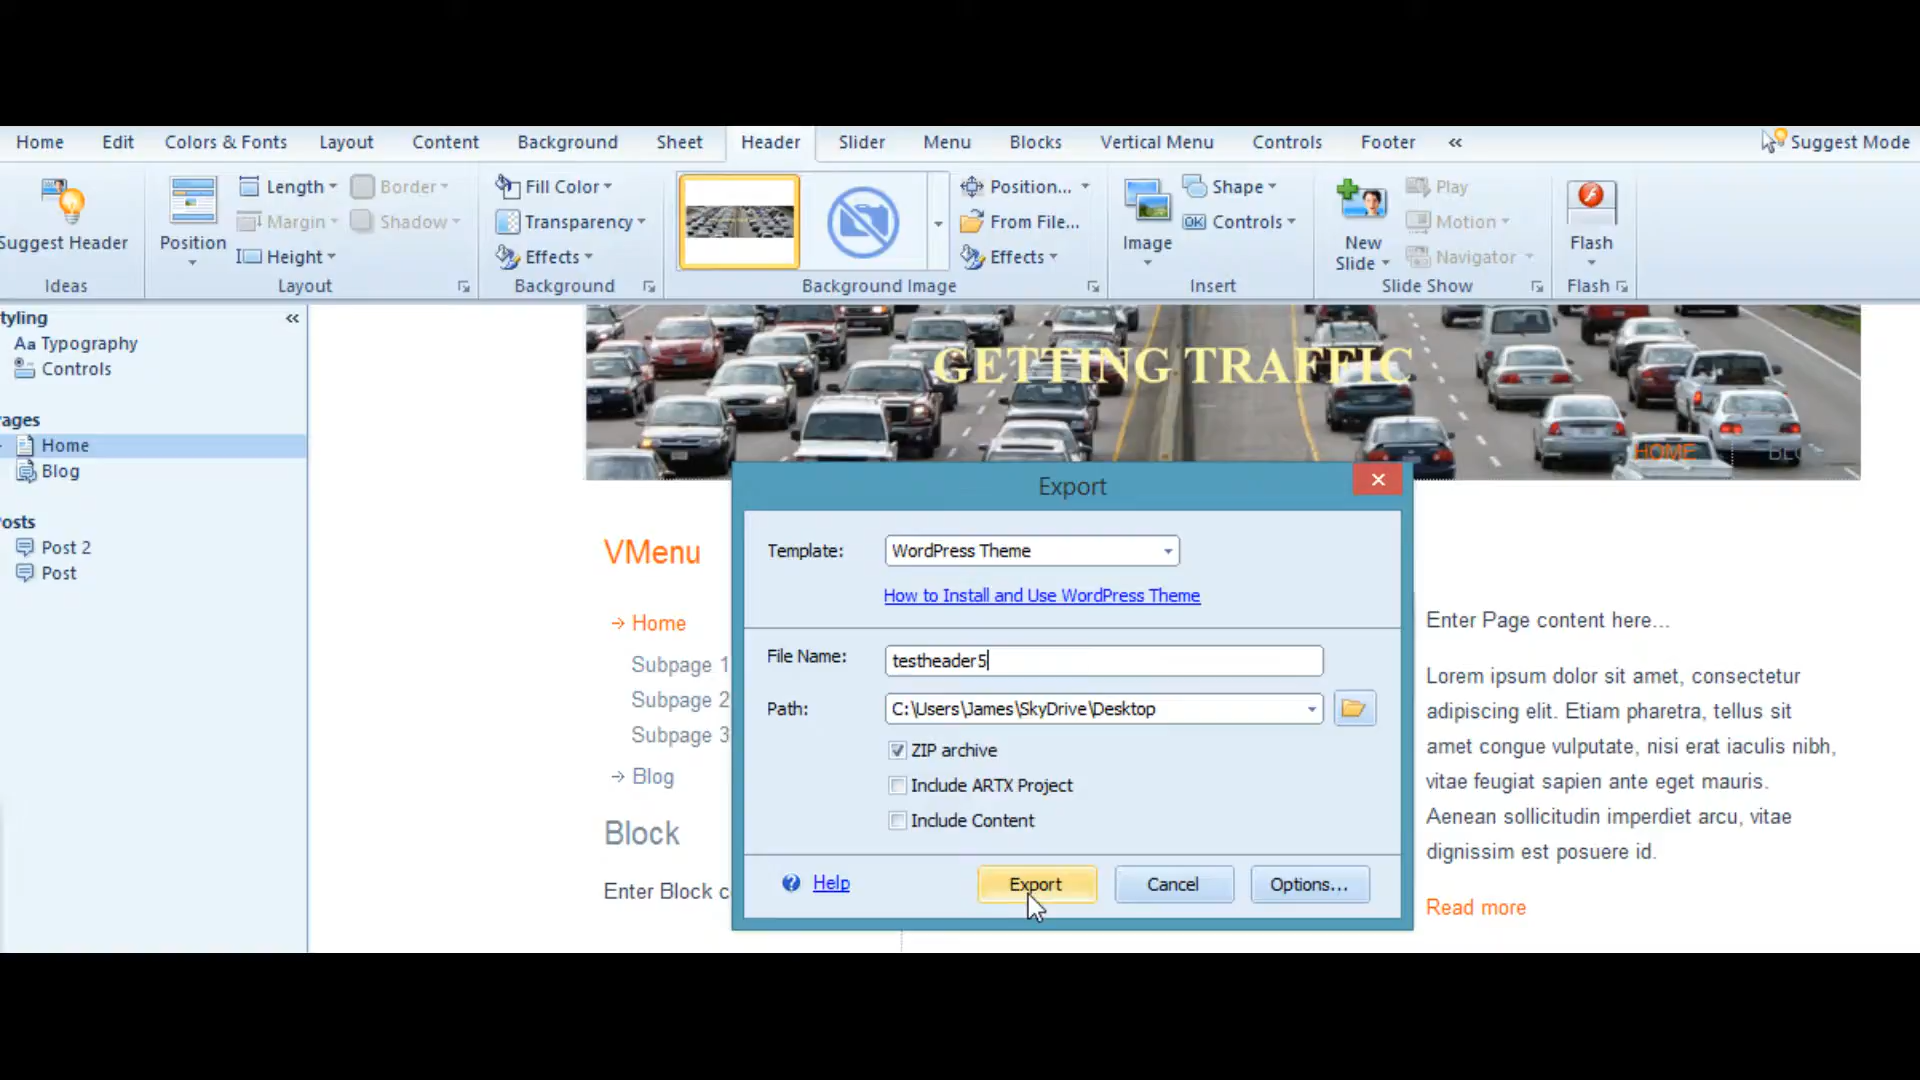 Home Edit Colors & Fonts Layout Content Background Sheet Header Slider Menu Blocks Vertical Menu Controls Footer « Suggest Mode
Suggest Header
Ideas
Position
Length
Margin
Height
Border
Shadow
Layout
Fill Color
Transparency
Effects
Background
Position...
From File...
Effects
Background Image
Image
Shape
OK Controls
Insert
New
Slide
Play
Motion
Navigator
Slide Show
Flash
Flash
tyling «
Aa Typography
Controls
ages
Home
Blog
osts
Post 2
Post
GETTING TRAFFIC
HOME
VMenu
Home
Subpage 1
Subpage 2
Subpage 3
Blog
Block
Enter Block c
Export
Template: WordPress Theme
How to Install and Use WordPress Theme
File Name: testheader5
Path: C:\Users\James\SkyDrive\Desktop
ZIP archive
Include ARTX Project
Include Content
Help Export Cancel Options...
Enter Page content here...
Lorem ipsum dolor sit amet, consectetur
adipiscing elit. Etiam pharetra, tellus sit
amet congue vulputate, nisi erat iaculis nibh,
vitae feugiat sapien ante eget mauris.
Aenean sollicitudin imperdiet arcu, vitae
dignissim est posuere id.
Read more